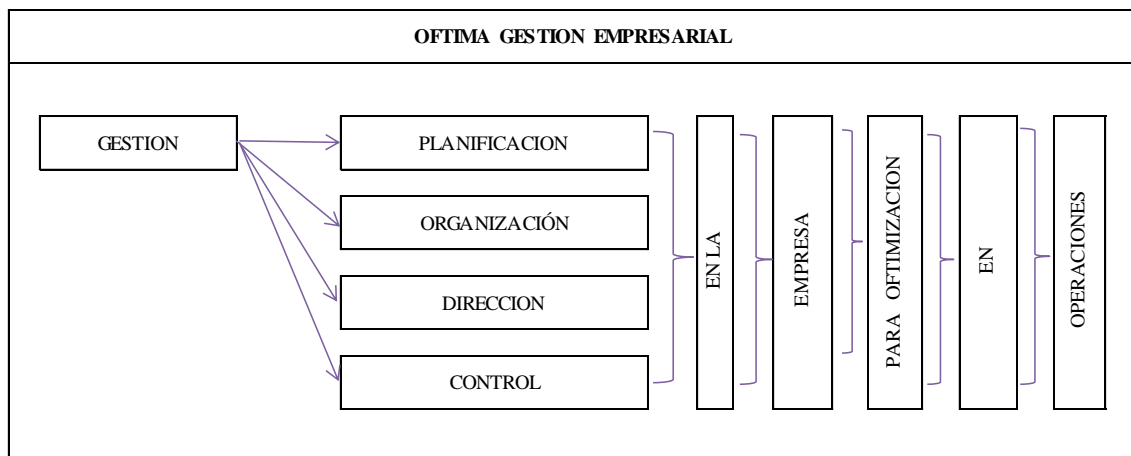 OFTIMA GESTION EMPRESARIAL
GESTION
PLANIFICACION
ORGANIZACIÓN
DIRECCION
CONTROL
EN LA
EMPRESA
PARA OFTIMIZACION
EN
OPERACIONES